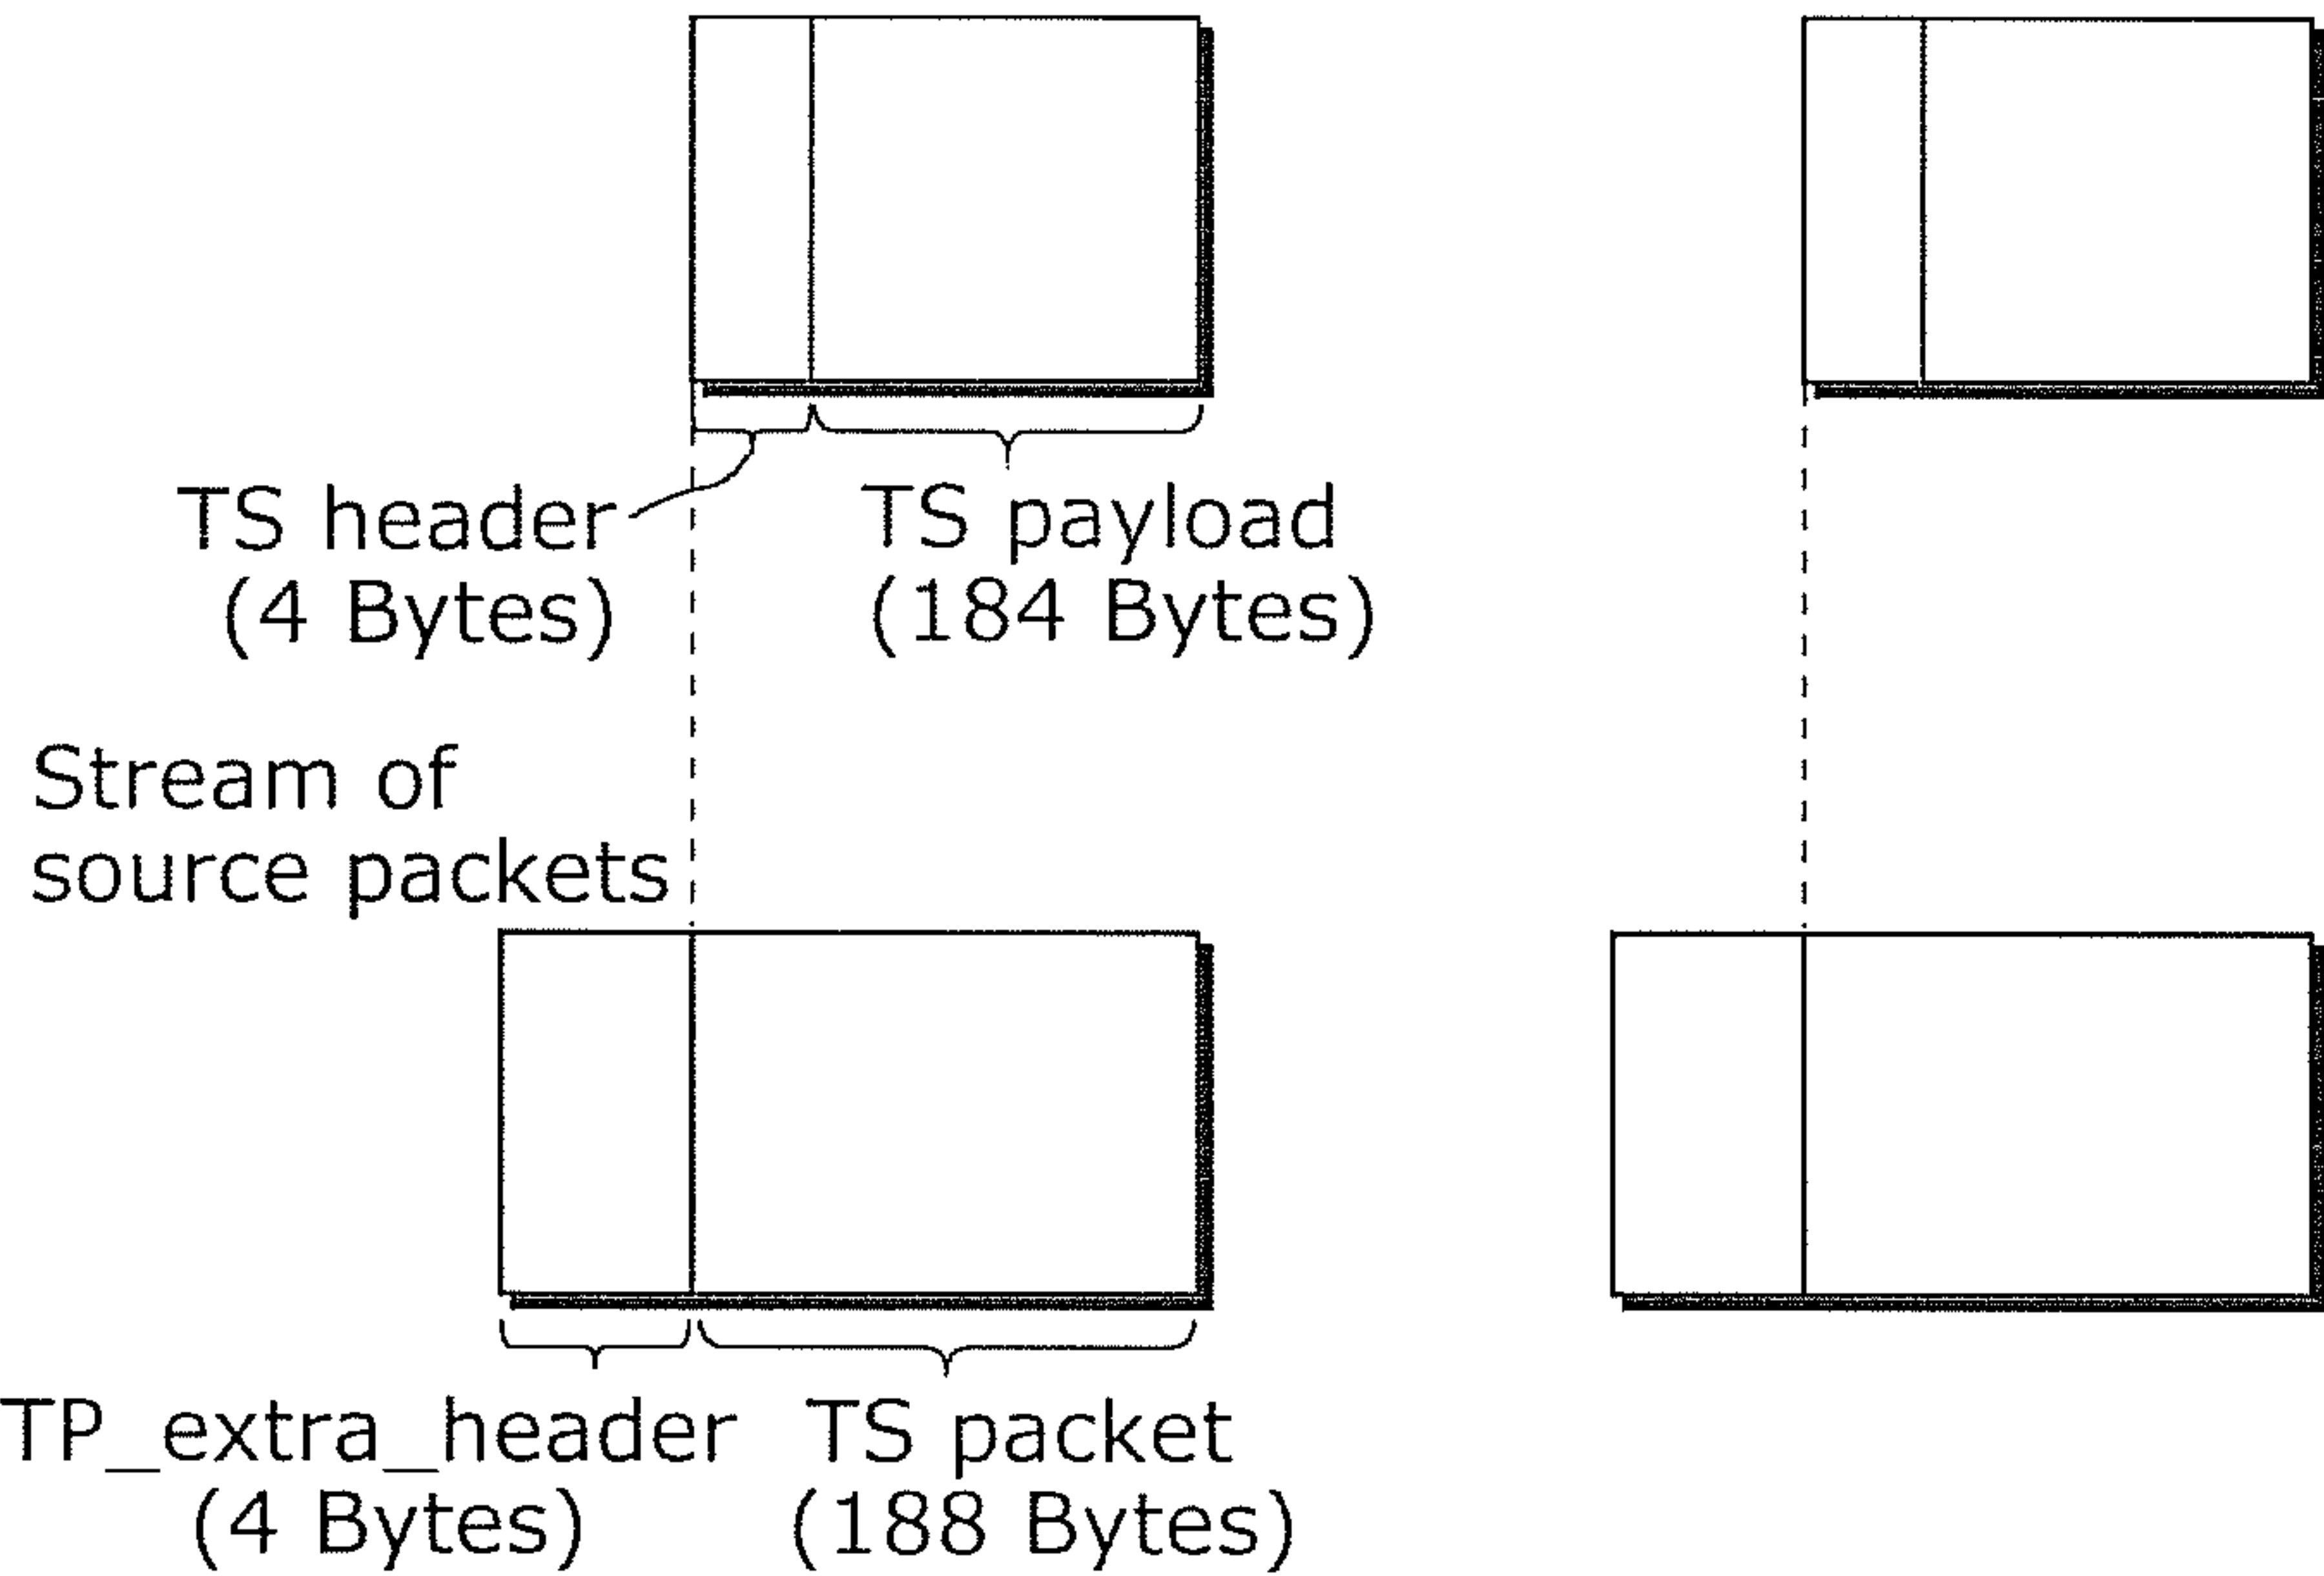 TS header
(4 Bytes)
TS payload
(184 Bytes)
Stream of
source packets
TP_extra_header
(4 Bytes)
TS packet
(188 Bytes)